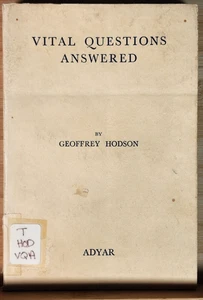 VITAL QUESTIONS
ANSWERED
BY
GEOFFREY HODSON
T
HOD
VQA
ADYAR